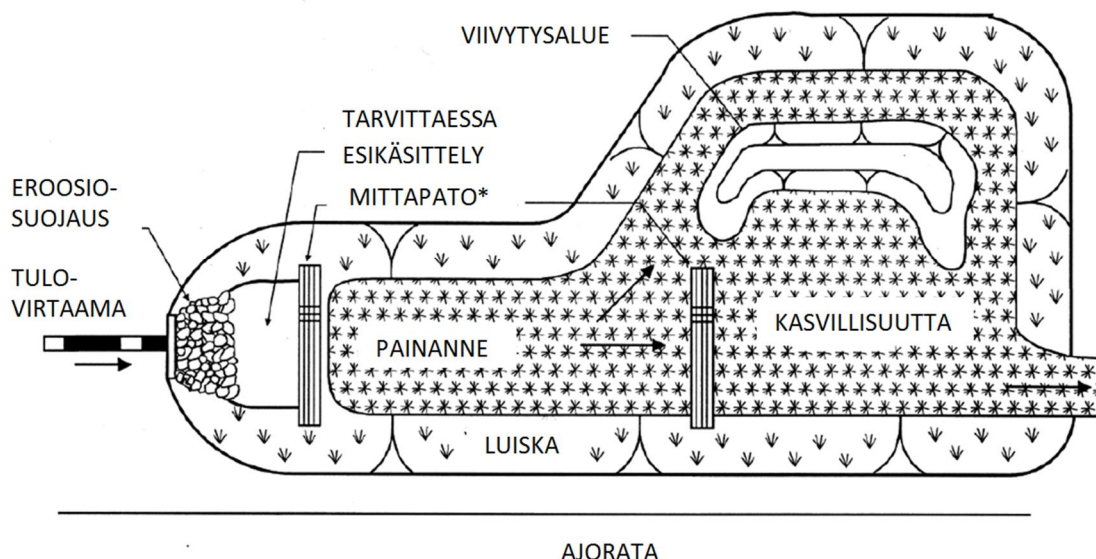 VIIVYTYSALUE
TARVITTAESSA
ESIKÄSITTELY
MITTAPATO*
EROOSIO-
SUOJAUS
TULO-
VIRTAAMA
PAINANNE
KASVILLISUUTTA
LUISKA
AJORATA